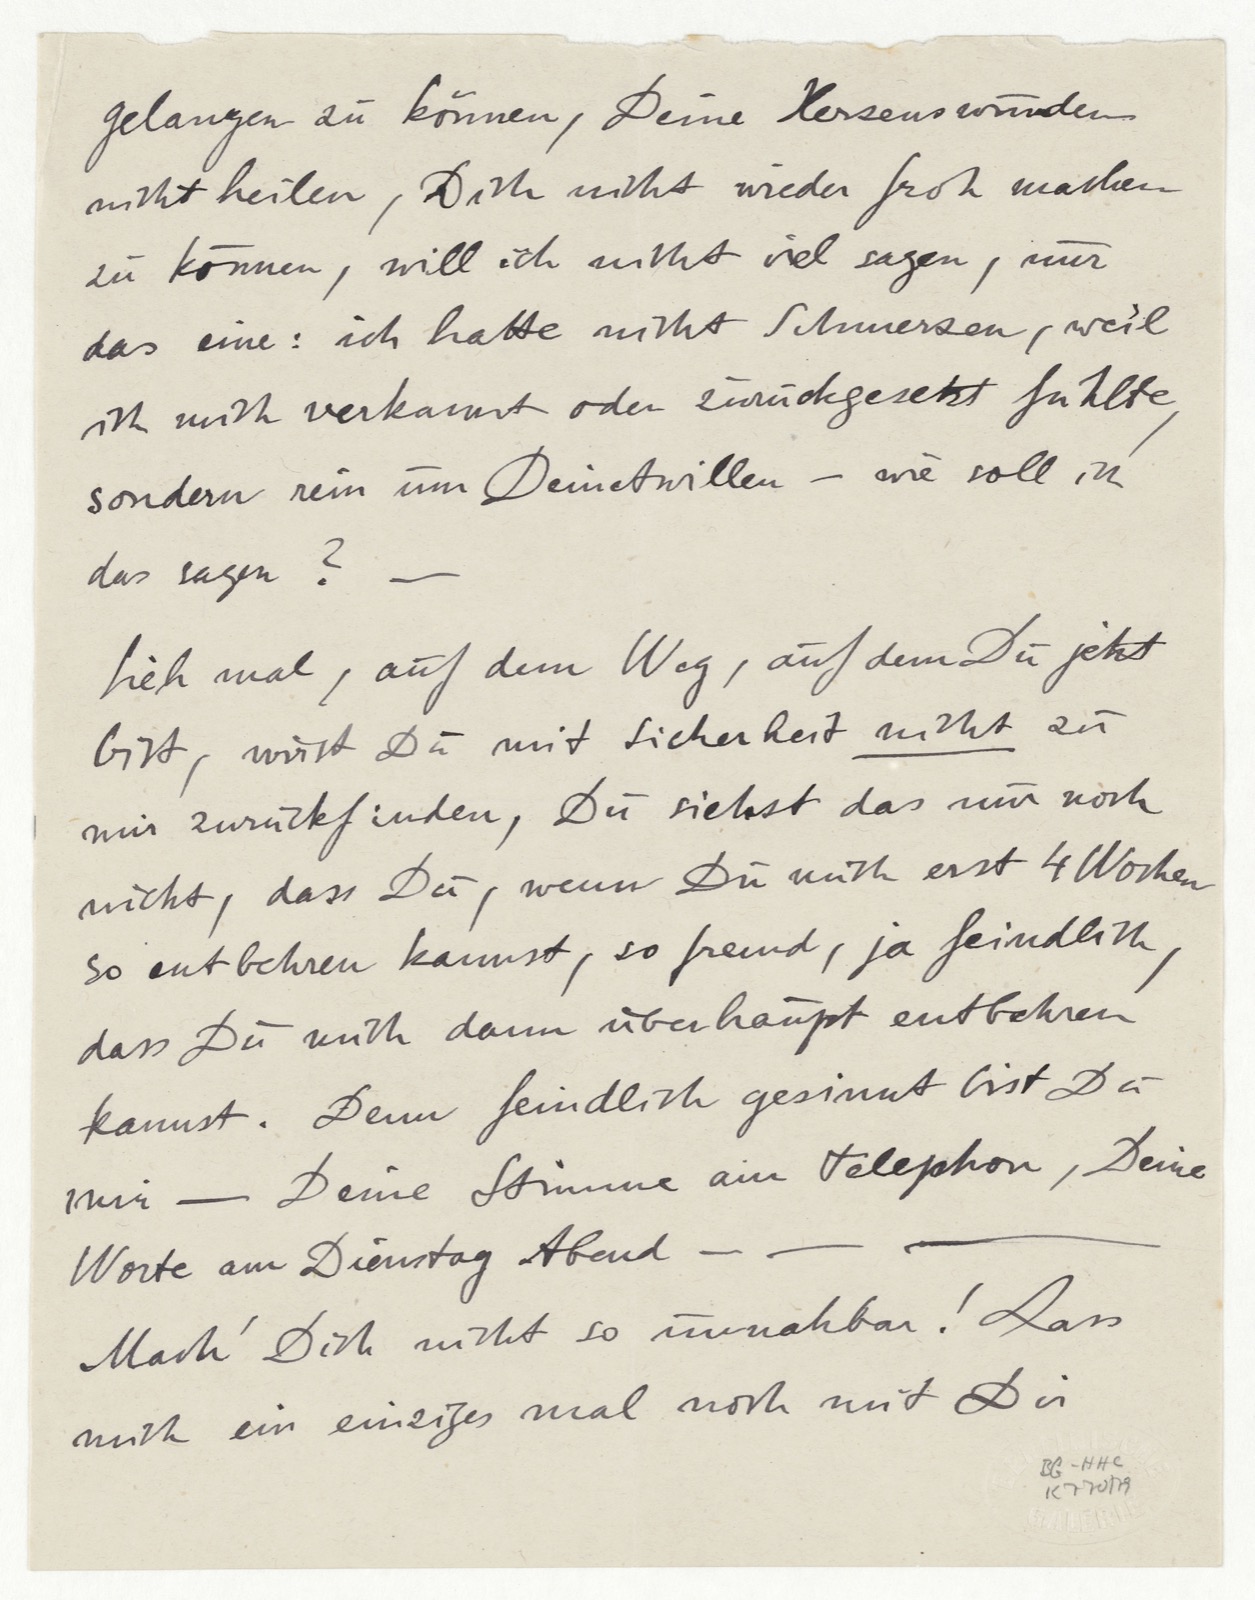 gelangen zu können, Deine Herzenswunden
nicht heilen, Dich nicht wieder froh machen
zu können, will ich nicht viel sagen, nur
das eine: ich hatte nicht Schmerzen, weil
ich mich verkannt oder zurückgesetzt fühlte,
sondern rein um Deinetwillen – wie soll ich
das sagen? —
Sieh mal, auf dem Weg, auf dem Du jetzt
bist, wirst Du mit Sicherheit nicht zu
mir zurückfinden, Du siehst das nur noch
nicht, dass Du, wenn Du mich erst 4 Wochen
so entbehren kannst, so fremd, ja feindlich,
dass Du mich dann überhaupt entbehren
kannst. Denn feindlich gesinnt bist Du
mir — Deine Stimme am Telephon, Deine
Worte am Dienstag Abend – — —
Mach' Dich nicht so unnahbar! Lass
mich ein einziges mal noch mit Dir
BG-HHC